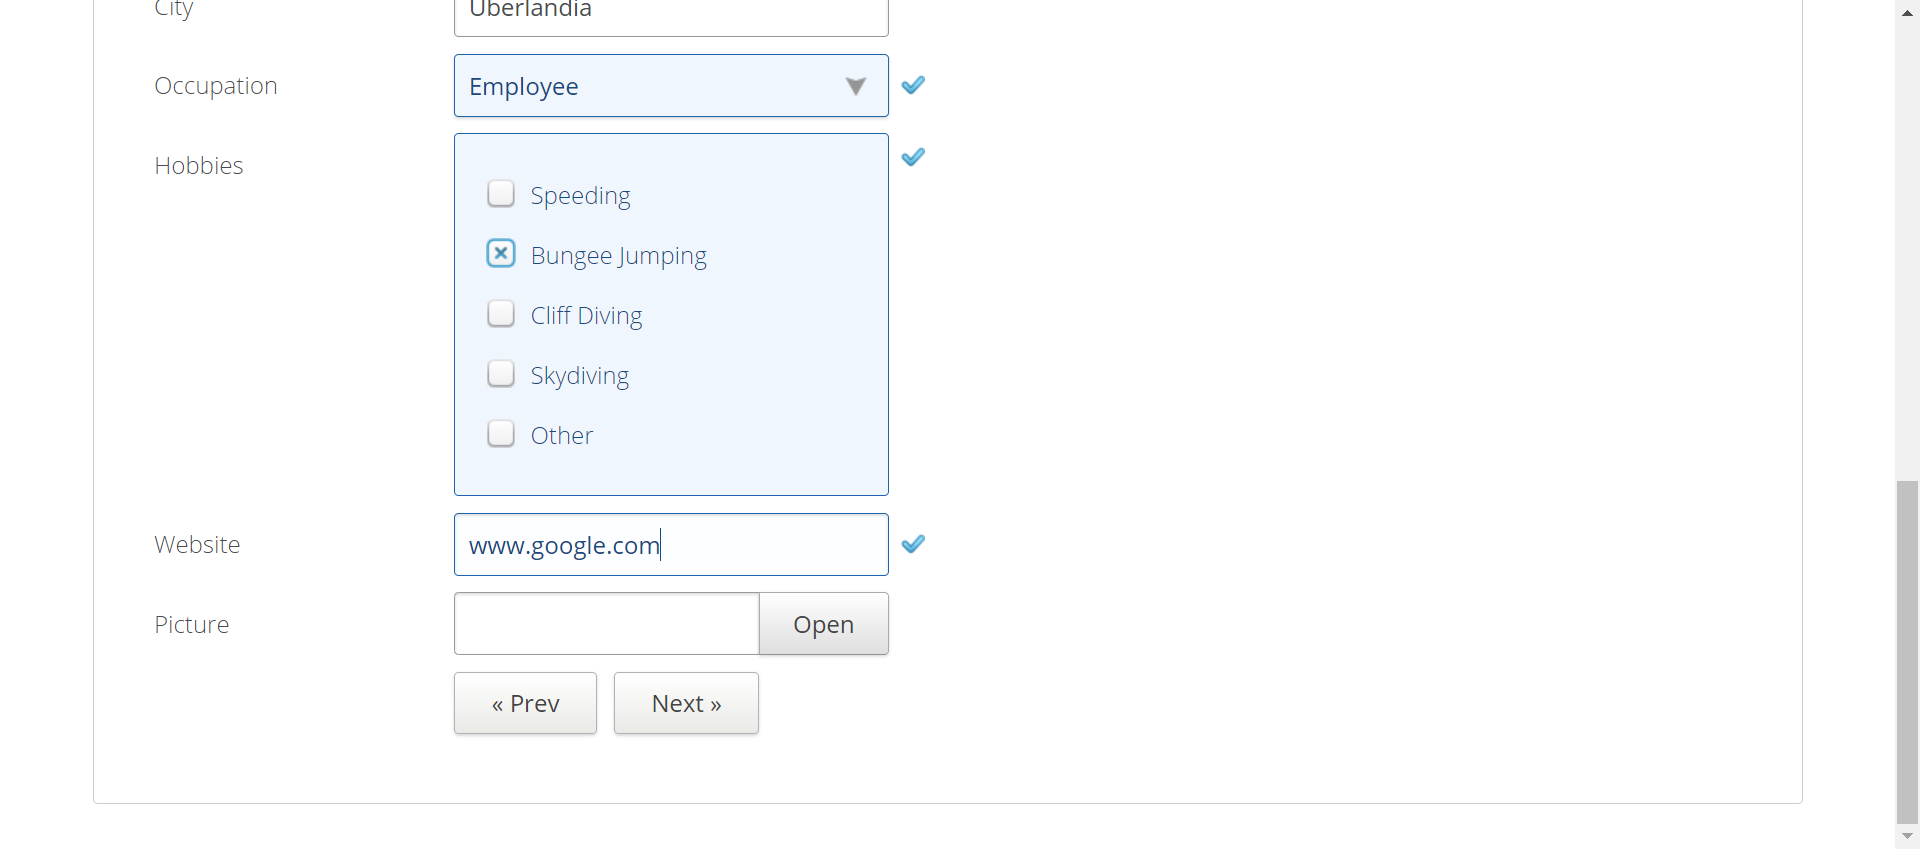 City
Uberlandia
Occupation
Employee
Hobbies
Speeding
Bungee Jumping
Cliff Diving
Skydiving
Other
Website
www.google.com
Picture
Open
« Prev
Next »